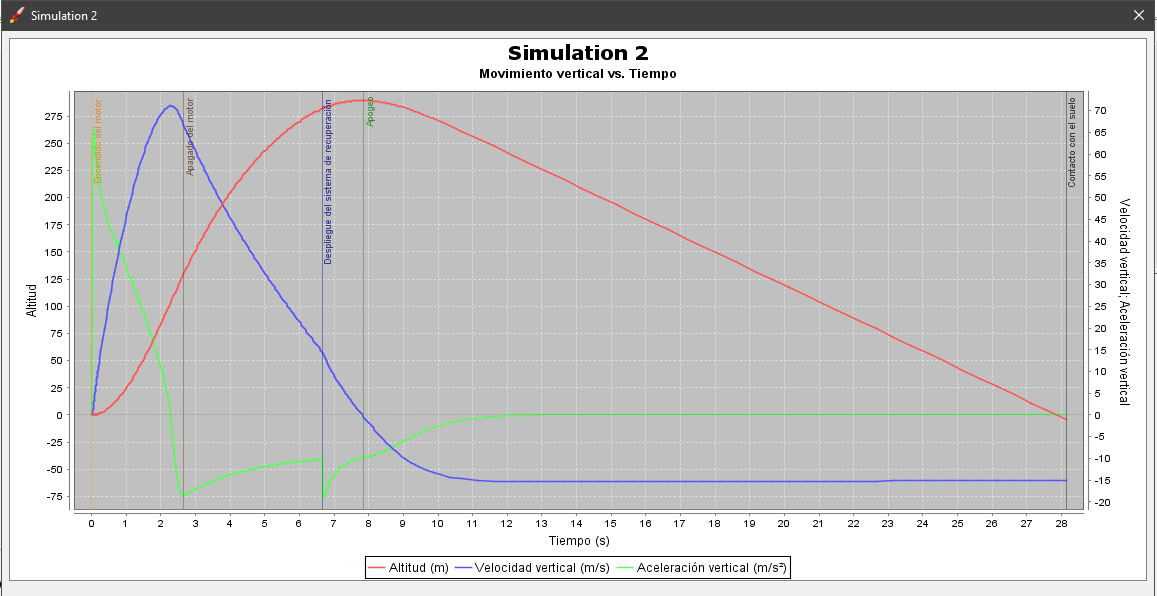 Simulation 2
Simulation 2
Movimiento vertical vs. Tiempo
Altitud
275
250
225
200
175
150
125
100
75
50
25
0
-25
-50
-75
Encendido del motor
Apagado del motor
Despliegue del sistema de recuperación
Apogeo
Contacto con el suelo
70
65
60
55
50
45
40
35
30
25
20
15
10
5
0
-5
-10
-15
-20
Velocidad vertical; Aceleración vertical
0 1 2 3 4 5 6 7 8 9 10 11 12 13 14 15 16 17 18 19 20 21 22 23 24 25 26 27 28
Tiempo (s)
Altitud (m) Velocidad vertical (m/s) Aceleración vertical (m/s²)